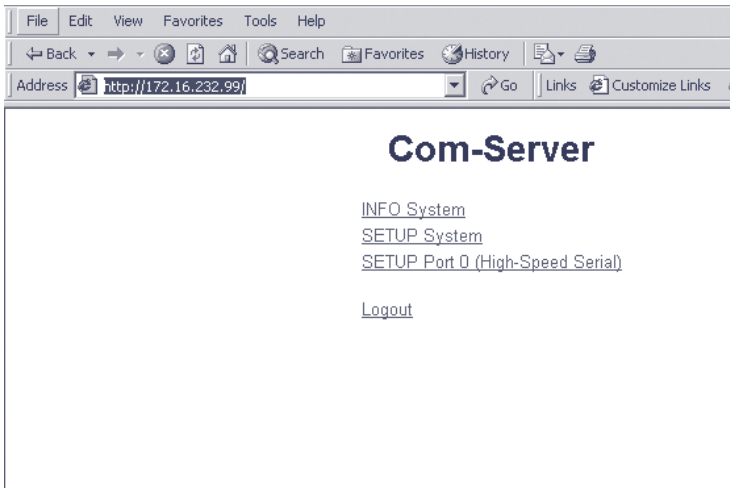 File Edit View Favorites Tools Help
Back Search Favorites History
Address http://172.16.232.99/ Go Links Customize Links
Com-Server
INFO System
SETUP System
SETUP Port 0 (High-Speed Serial)
Logout